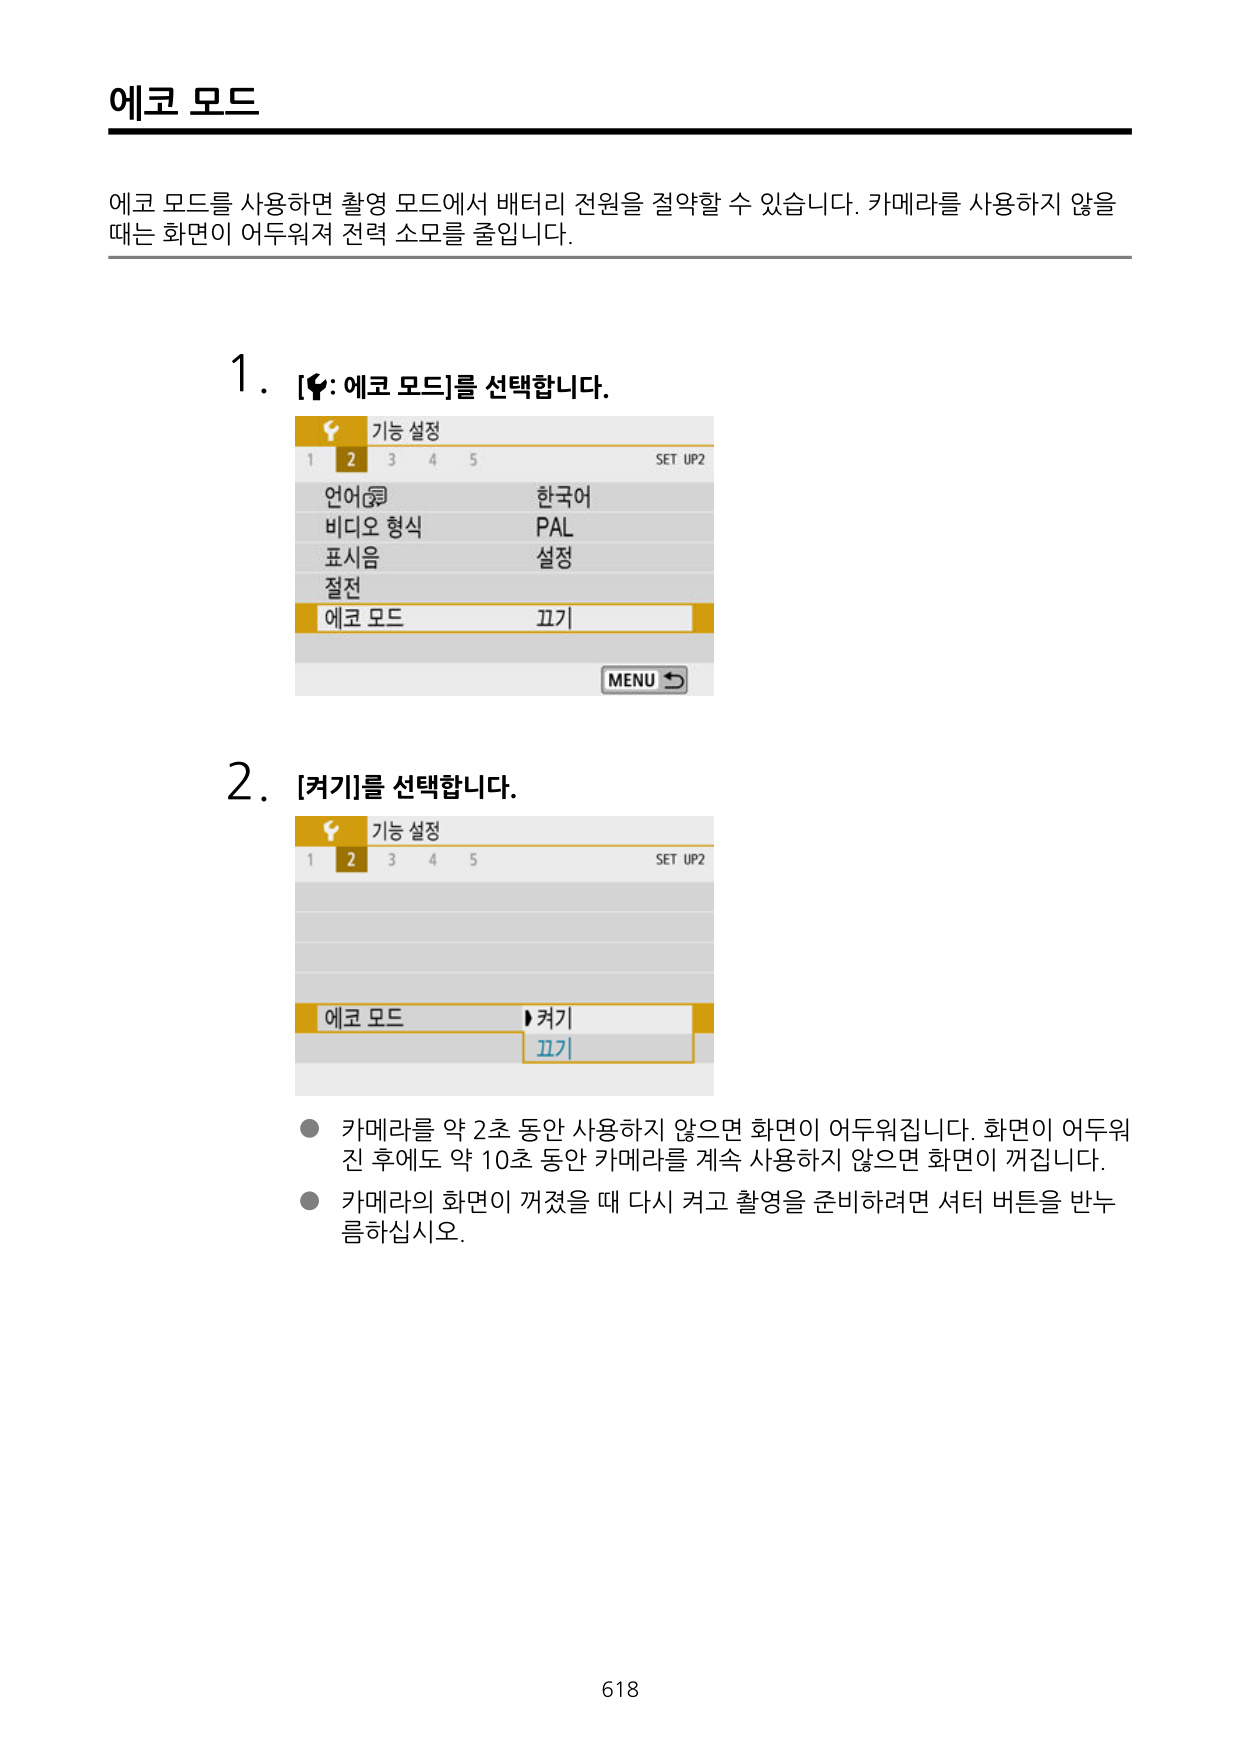 에코 모드
에코 모드를 사용하면 촬영 모드에서 배터리 전원을 절약할 수 있습니다. 카메라를 사용하지 않을
때는 화면이 어두워져 전력 소모를 줄입니다.
1. [: 에코 모드]를 선택합니다.
기능 설정
1 2 3 4 5 SET UP2
언어 한국어
비디오 형식 PAL
표시음 설정
절전
에코 모드 끄기
MENU
2. [켜기]를 선택합니다.
기능 설정
1 2 3 4 5 SET UP2
에코 모드 켜기
끄기
● 카메라를 약 2초 동안 사용하지 않으면 화면이 어두워집니다. 화면이 어두워
진 후에도 약 10초 동안 카메라를 계속 사용하지 않으면 화면이 꺼집니다.
● 카메라의 화면이 꺼졌을 때 다시 켜고 촬영을 준비하려면 셔터 버튼을 반누
름하십시오.
618